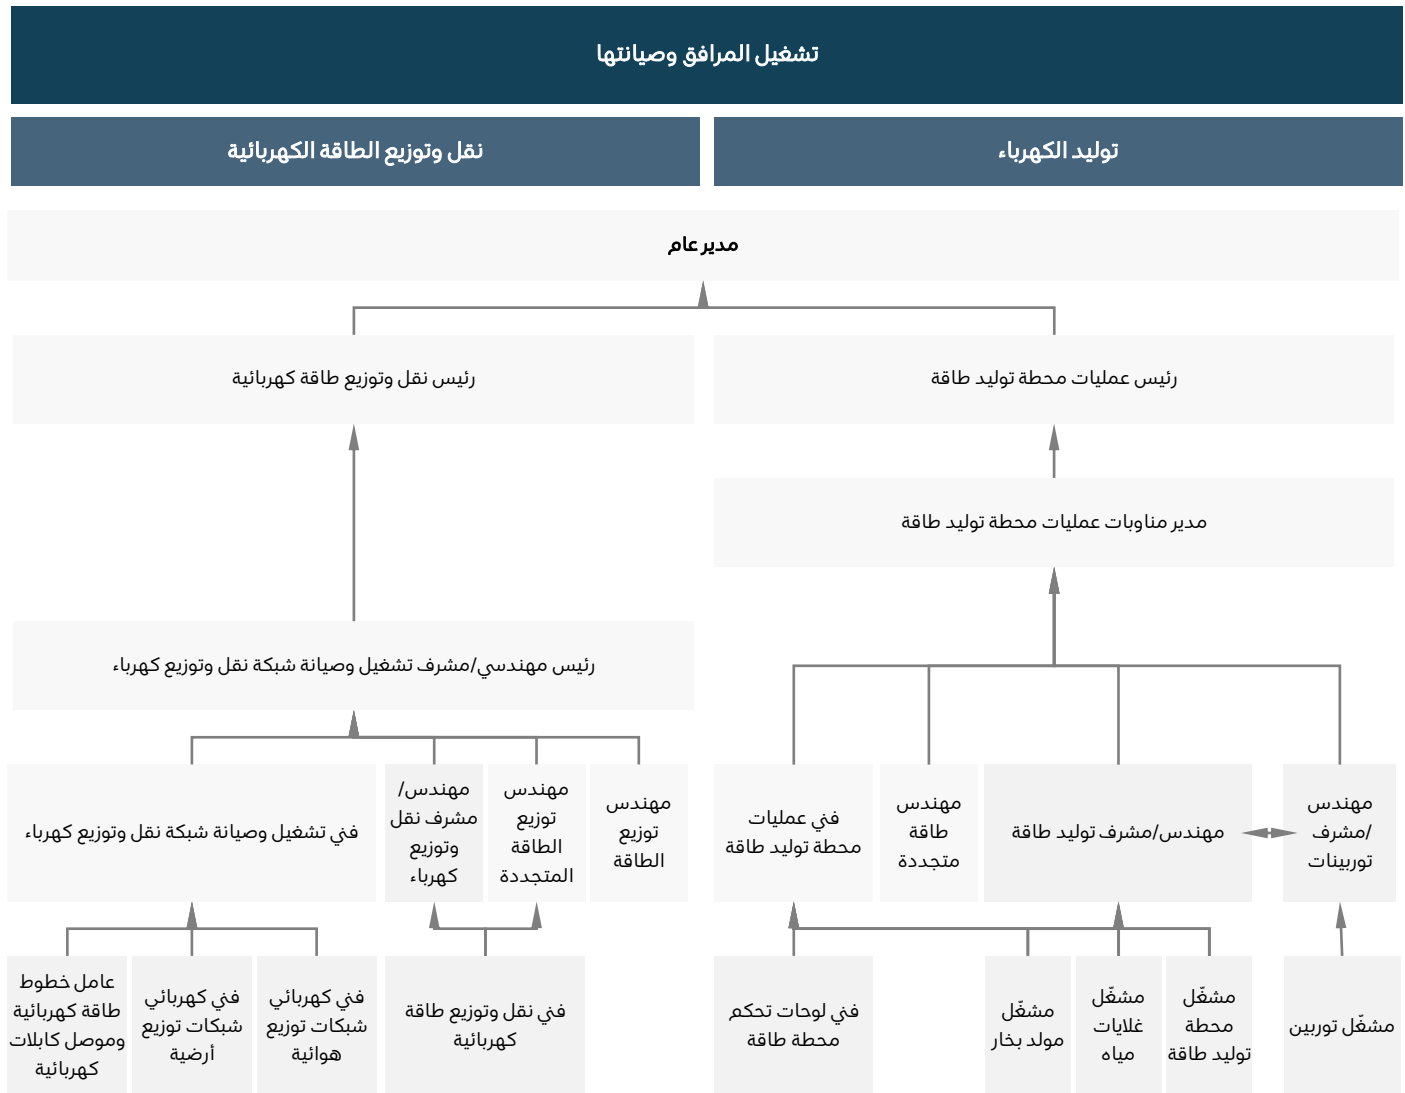 تشغيل المرافق وصيانتها
توليد الكهرباء
نقل وتوزيع الطاقة الكهربائية
مدير عام
رئيس عمليات محطة توليد طاقة
رئيس نقل وتوزيع طاقة كهربائية
مدير مناوبات عمليات محطة توليد طاقة
رئيس مهندسي/مشرف تشغيل وصيانة شبكة نقل وتوزيع كهرباء
مهندس
/مشرف
توربينات
مهندس/مشرف توليد طاقة
مهندس
طاقة
متجددة
فني عمليات
محطة توليد طاقة
مهندس
توزيع
الطاقة
مهندس
توزيع
الطاقة
المتجددة
مهندس/
مشرف نقل
وتوزيع
كهرباء
فني تشغيل وصيانة شبكة نقل وتوزيع كهرباء
مشغّل توربين
مشغّل
محطة
توليد طاقة
مشغّل
غلايات
مياه
مشغّل
مولد بخار
فني لوحات تحكم
محطة طاقة
فني نقل وتوزيع طاقة
كهربائية
فني كهربائي
شبكات توزيع
هوائية
فني كهربائي
شبكات توزيع
أرضية
عامل خطوط
طاقة كهربائية
وموصل كابلات
كهربائية